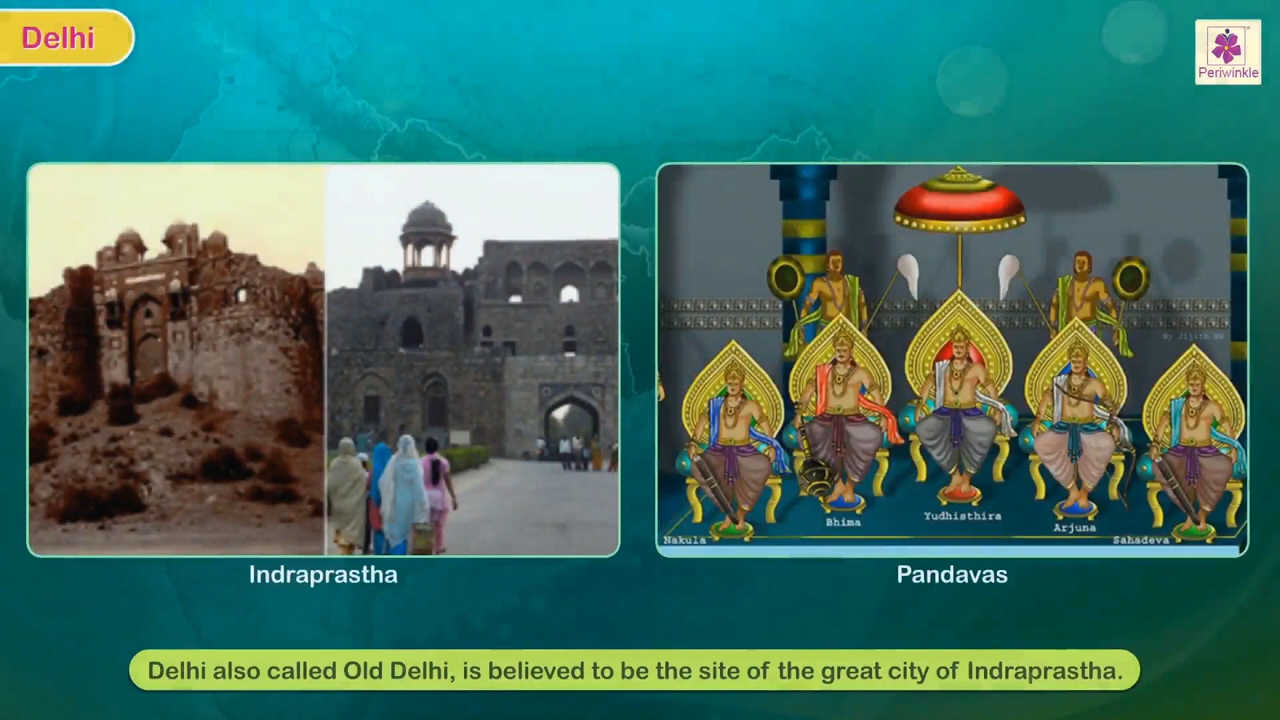 Delhi
Periwinkle
Nakula
Bhima
Yudhisthira
Arjuna
Sahadeva
Indraprastha
Pandavas
Delhi also called Old Delhi, is believed to be the site of the great city of Indraprastha.